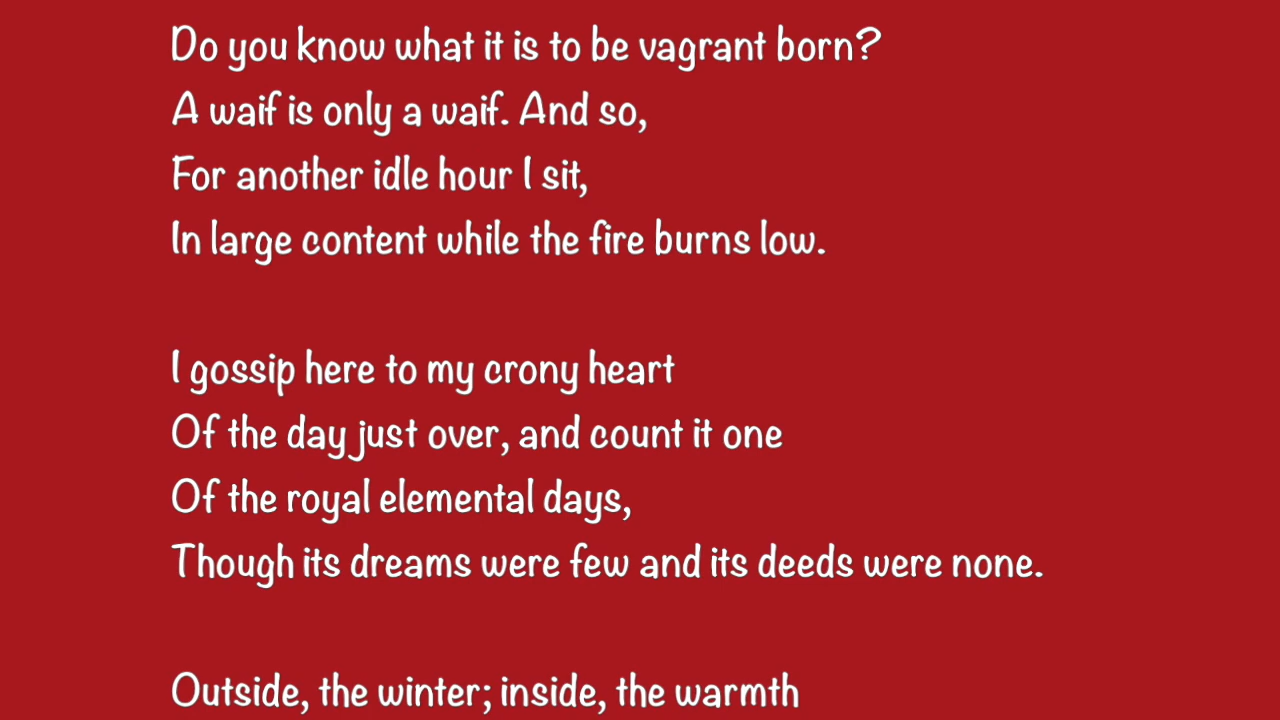 Do you know what it is to be vagrant born?
A waif is only a waif. And so,
For another idle hour I sit,
In large content while the fire burns low.
I gossip here to my crony heart
Of the day just over, and count it one
Of the royal elemental days,
Though its dreams were few and its deeds were none.
Outside, the winter; inside, the warmth